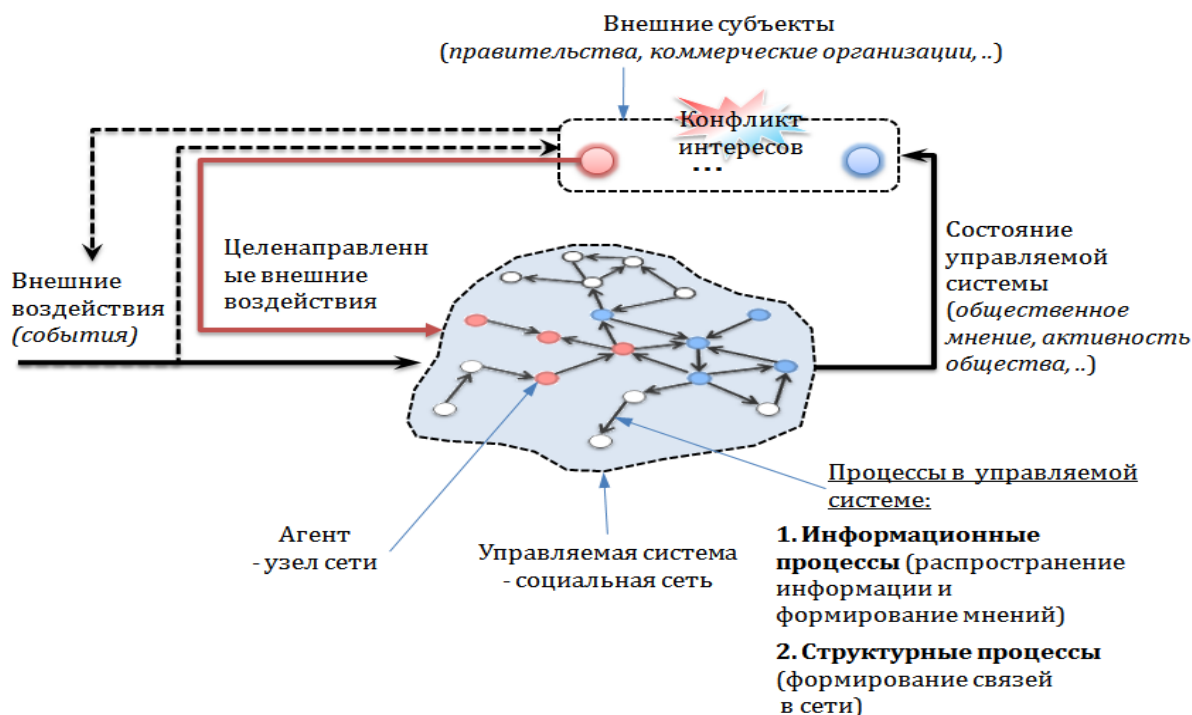 Внешние субъекты
(правительства, коммерческие организации, ..)
Конфликт
интересов
...
Целенаправленн
ые внешние
воздействия
Внешние
воздействия
(события)
Состояние
управляемой
системы
(общественное
мнение, активность
общества, ..)
Агент
- узел сети
Управляемая система
- социальная сеть
Процессы в управляемой
системе:
1. Информационные
процессы (распространение
информации и
формирование мнений)
2. Структурные процессы
(формирование связей
в сети)